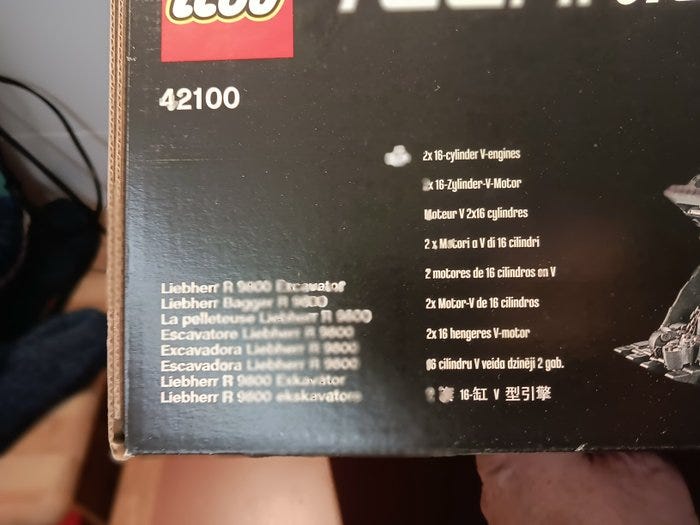 LEGO
42100
2x 16-cylinder V-engines
2x 16-Zylinder-V-Motor
Moteur V 2x16 cylindres
2 x Motori a V di 16 cilindri
2 motores de 16 cilindros en V
2x Motor-V de 16 cilindros
2x 16 hengeres V-motor
16 cilindru V veida dzinēji 2 gab.
16-缸 V 型引擎
Liebherr R 9800 Excavator
Liebherr Bagger R 9800
La pelleteuse Liebherr R 9800
Escavatore Liebherr R 9800
Excavadora Liebherr R 9800
Escavadora Liebherr R 9800
Liebherr R 9800 Eskavator
Liebherr R 9800 ekskavators